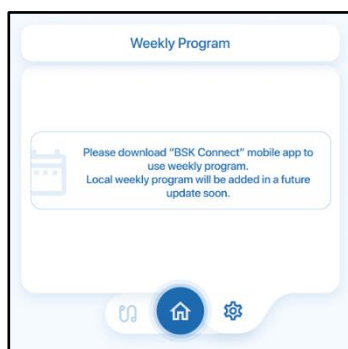 Weekly Program
Please download “BSK Connect” mobile app to
use weekly program.
Local weekly program will be added in a future
update soon.